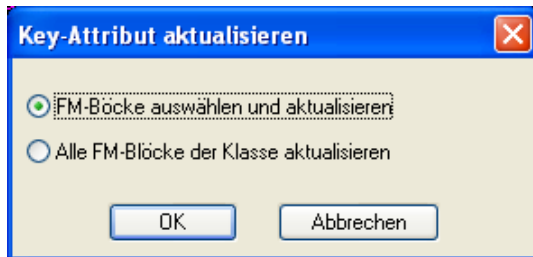 Key-Attribut aktualisieren
FM-Böcke auswählen und aktualisieren
Alle FM-Blöcke der Klasse aktualisieren
OK Abbrechen